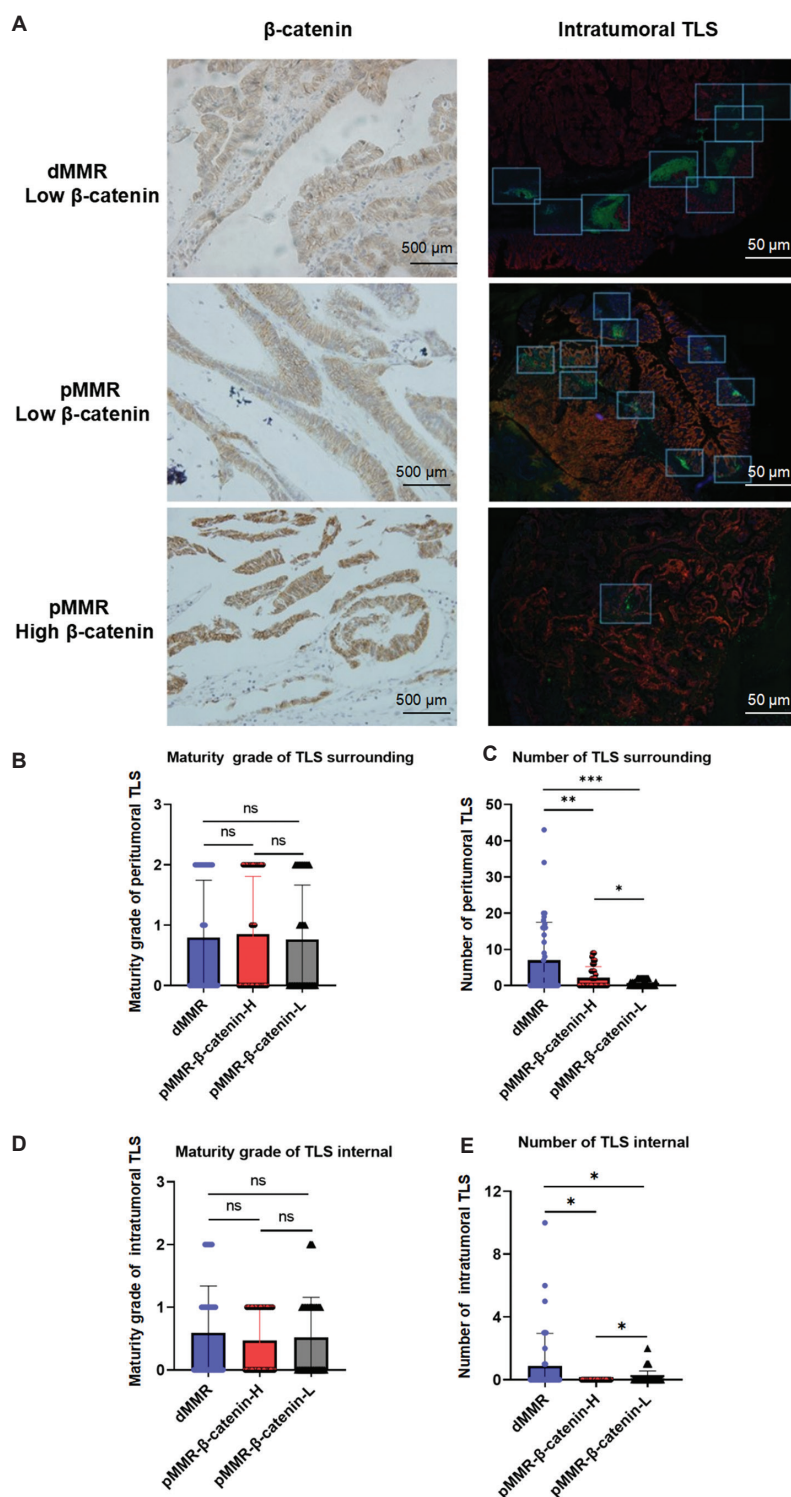 A
β-catenin
Intratumoral TLS
dMMR
Low β-catenin
500 μm
50 μm
pMMR
Low β-catenin
500 μm
50 μm
pMMR
High β-catenin
500 μm
50 μm
B
Maturity grade of TLS surrounding
Maturity grade of peritumoral TLS
3
2
1
0
ns
ns
ns
dMMR
pMMR-β-catenin-H
pMMR-β-catenin-L
C
Number of TLS surrounding
Number of peritumoral TLS
50
40
30
20
10
0
***
**
*
dMMR
pMMR-β-catenin-H
pMMR-β-catenin-L
D
Maturity grade of TLS internal
Maturity grade of intratumoral TLS
3
2
1
0
ns
ns
ns
dMMR
pMMR-β-catenin-H
pMMR-β-catenin-L
E
Number of TLS internal
Number of intratumoral TLS
12
8
4
0
*
*
*
dMMR
pMMR-β-catenin-H
pMMR-β-catenin-L